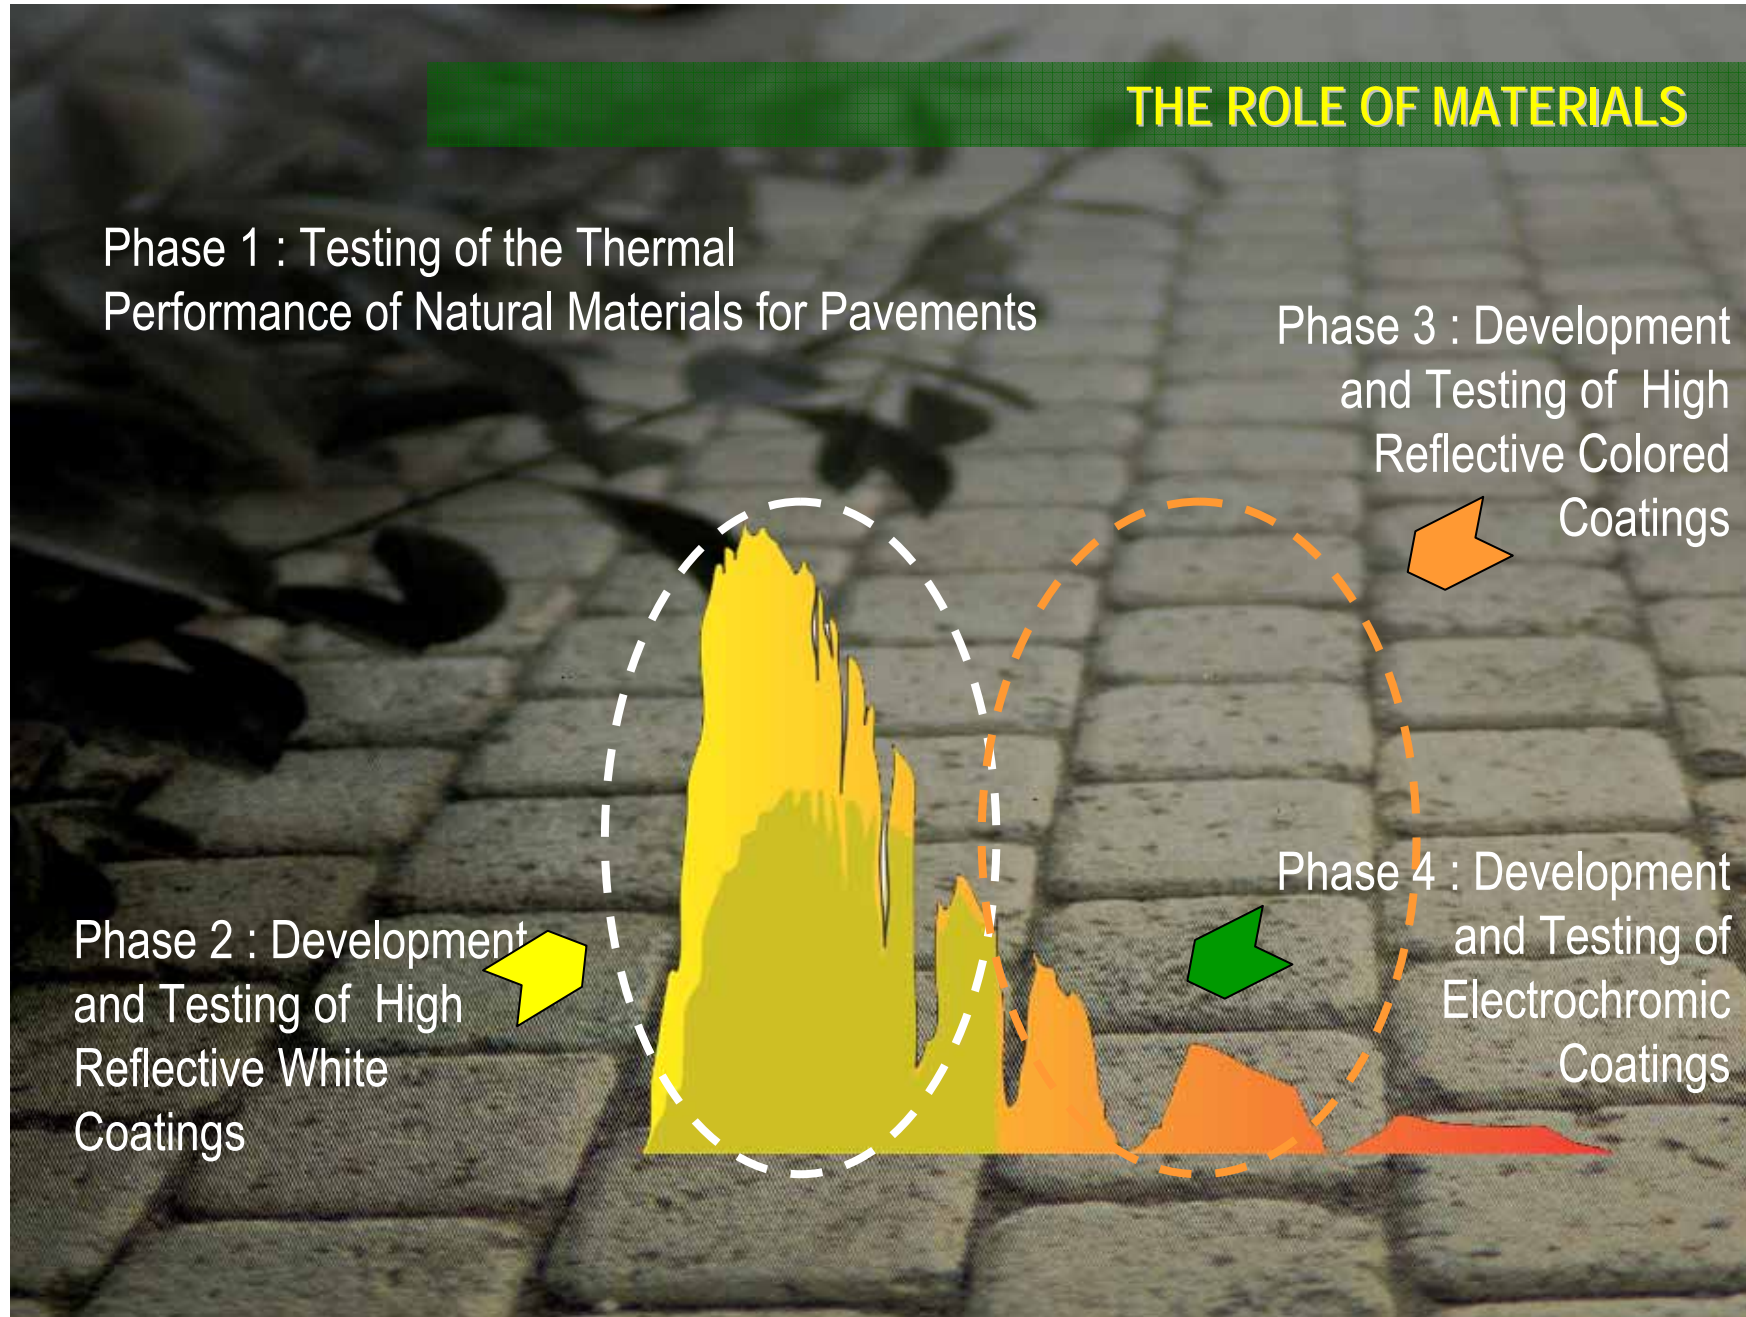 THE ROLE OF MATERIALS
Phase 1 : Testing of the Thermal
Performance of Natural Materials for Pavements
Phase 3 : Development
and Testing of High
Reflective Colored
Coatings
Phase 2 : Development
and Testing of High
Reflective White
Coatings
Phase 4 : Development
and Testing of
Electrochromic
Coatings